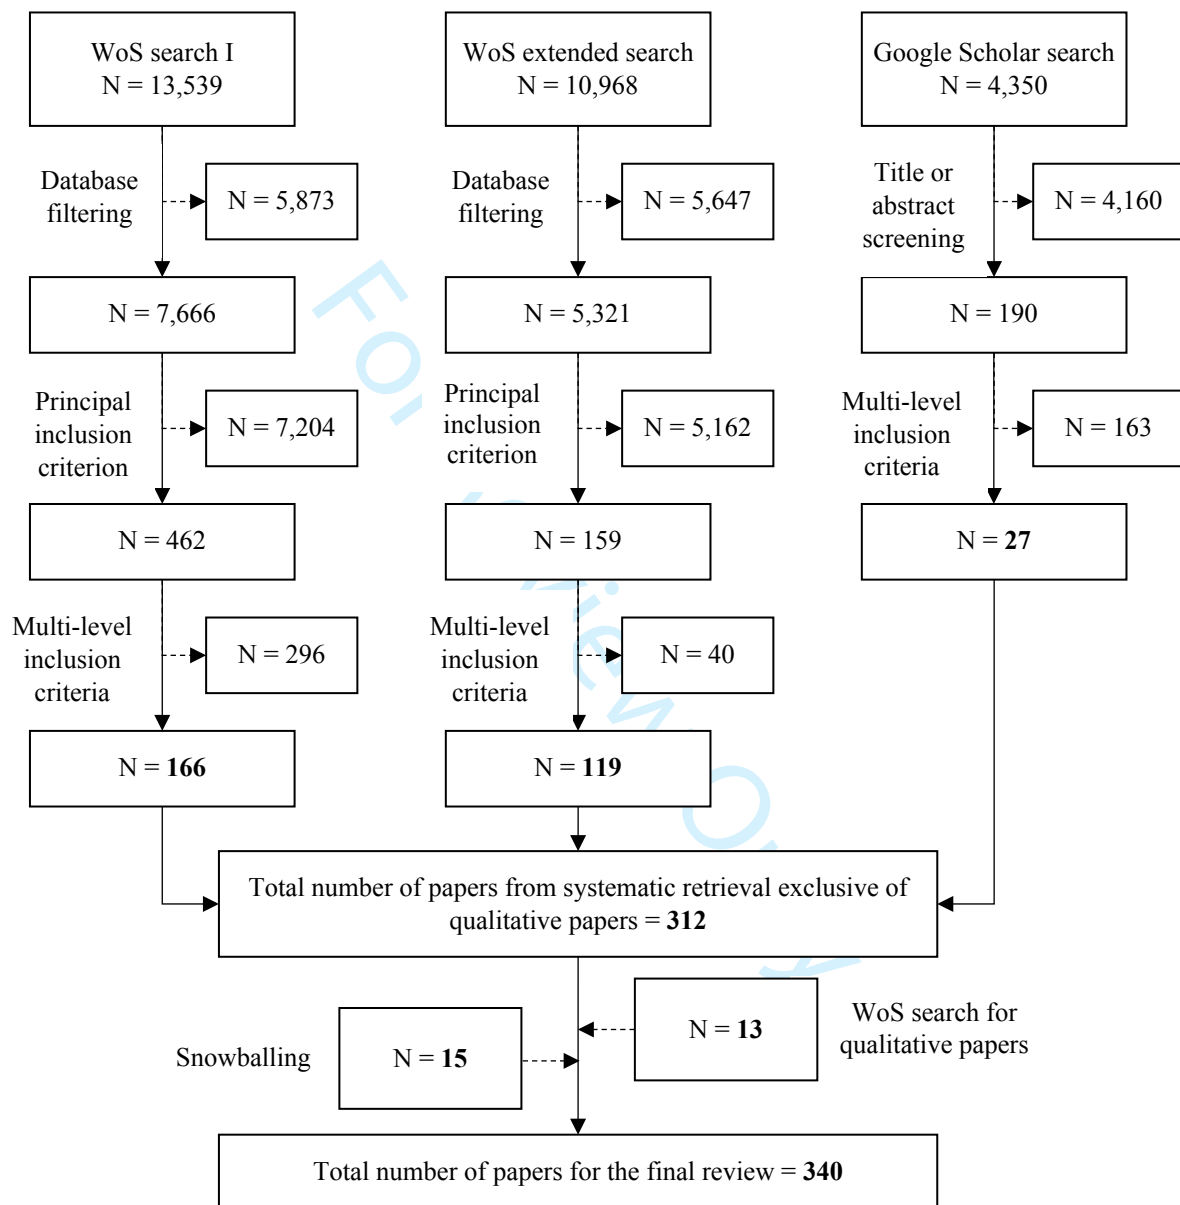 WoS search I
N = 13,539
WoS extended search
N = 10,968
Google Scholar search
N = 4,350
Database
filtering
N = 5,873
Database
filtering
N = 5,647
Title or
abstract
screening
N = 4,160
N = 7,666
N = 5,321
N = 190
Principal
inclusion
criterion
N = 7,204
Principal
inclusion
criterion
N = 5,162
Multi-level
inclusion
criteria
N = 163
N = 462
N = 159
N = 27
Multi-level
inclusion
criteria
N = 296
Multi-level
inclusion
criteria
N = 40
N = 166
N = 119
Total number of papers from systematic retrieval exclusive of
qualitative papers = 312
Snowballing
N = 15
N = 13
WoS search for
qualitative papers
Total number of papers for the final review = 340